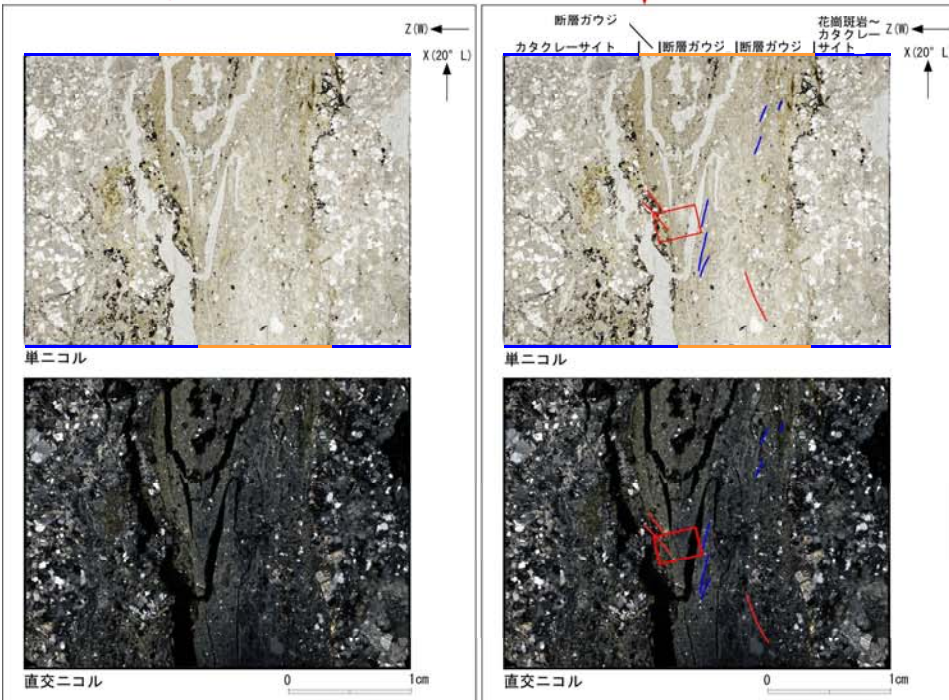 Z(W)
X(20° L)
単ニコル
直交ニコル
0 1cm
断層ガウジ
カタクレーサイト
断層ガウジ
断層ガウジ
花崗斑岩～
カタクレー
サイト
Z(W)
X(20° L)
単ニコル
直交ニコル
0 1cm